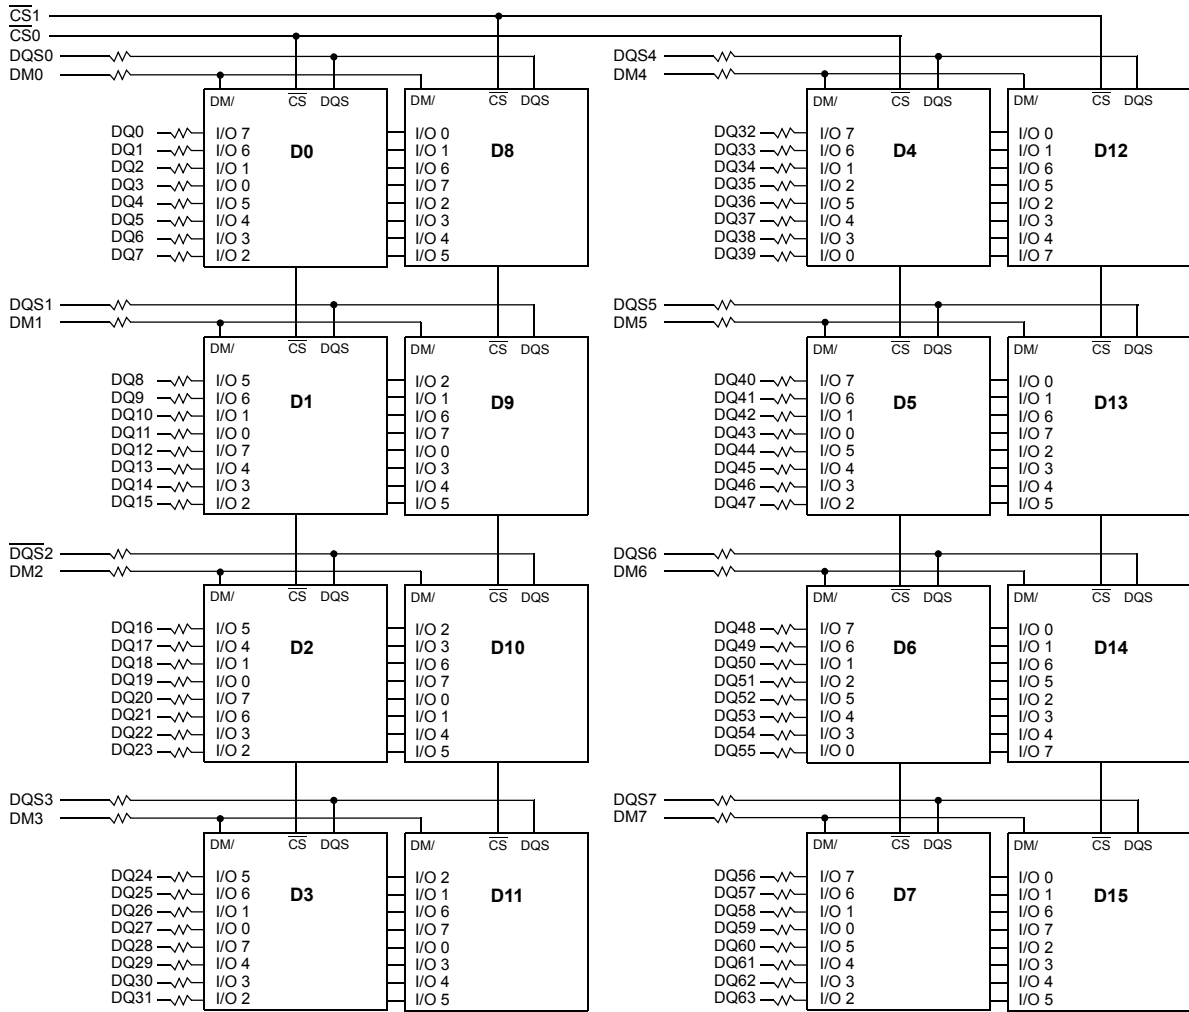 CS1
CS0
DQS0
DM0
DM/ CS DQS
DQ0 I/O 7
DQ1 I/O 6
DQ2 I/O 1
DQ3 I/O 0
DQ4 I/O 5
DQ5 I/O 4
DQ6 I/O 3
DQ7 I/O 2
D0
DM/ CS DQS
I/O 0
I/O 1
I/O 6
I/O 7
I/O 2
I/O 3
I/O 4
I/O 5
D8
DQS4
DM4
DM/ CS DQS
DQ32 I/O 7
DQ33 I/O 6
DQ34 I/O 1
DQ35 I/O 2
DQ36 I/O 5
DQ37 I/O 4
DQ38 I/O 3
DQ39 I/O 0
D4
DM/ CS DQS
I/O 0
I/O 1
I/O 6
I/O 5
I/O 2
I/O 3
I/O 4
I/O 7
D12
DQS1
DM1
DM/ CS DQS
DQ8 I/O 5
DQ9 I/O 6
DQ10 I/O 1
DQ11 I/O 0
DQ12 I/O 7
DQ13 I/O 4
DQ14 I/O 3
DQ15 I/O 2
D1
DM/ CS DQS
I/O 2
I/O 1
I/O 6
I/O 7
I/O 0
I/O 3
I/O 4
I/O 5
D9
DQS5
DM5
DM/ CS DQS
DQ40 I/O 7
DQ41 I/O 6
DQ42 I/O 1
DQ43 I/O 0
DQ44 I/O 5
DQ45 I/O 4
DQ46 I/O 3
DQ47 I/O 2
D5
DM/ CS DQS
I/O 0
I/O 1
I/O 6
I/O 7
I/O 2
I/O 3
I/O 4
I/O 5
D13
DQS2
DM2
DM/ CS DQS
DQ16 I/O 5
DQ17 I/O 4
DQ18 I/O 1
DQ19 I/O 0
DQ20 I/O 7
DQ21 I/O 6
DQ22 I/O 3
DQ23 I/O 2
D2
DM/ CS DQS
I/O 2
I/O 3
I/O 6
I/O 7
I/O 0
I/O 1
I/O 4
I/O 5
D10
DQS6
DM6
DM/ CS DQS
DQ48 I/O 7
DQ49 I/O 6
DQ50 I/O 1
DQ51 I/O 2
DQ52 I/O 5
DQ53 I/O 4
DQ54 I/O 3
DQ55 I/O 0
D6
DM/ CS DQS
I/O 0
I/O 1
I/O 6
I/O 5
I/O 2
I/O 3
I/O 4
I/O 7
D14
DQS3
DM3
DM/ CS DQS
DQ24 I/O 5
DQ25 I/O 6
DQ26 I/O 1
DQ27 I/O 0
DQ28 I/O 7
DQ29 I/O 4
DQ30 I/O 3
DQ31 I/O 2
D3
DM/ CS DQS
I/O 2
I/O 1
I/O 6
I/O 7
I/O 0
I/O 3
I/O 4
I/O 5
D11
DQS7
DM7
DM/ CS DQS
DQ56 I/O 7
DQ57 I/O 6
DQ58 I/O 1
DQ59 I/O 0
DQ60 I/O 5
DQ61 I/O 4
DQ62 I/O 3
DQ63 I/O 2
D7
DM/ CS DQS
I/O 0
I/O 1
I/O 6
I/O 7
I/O 2
I/O 3
I/O 4
I/O 5
D15